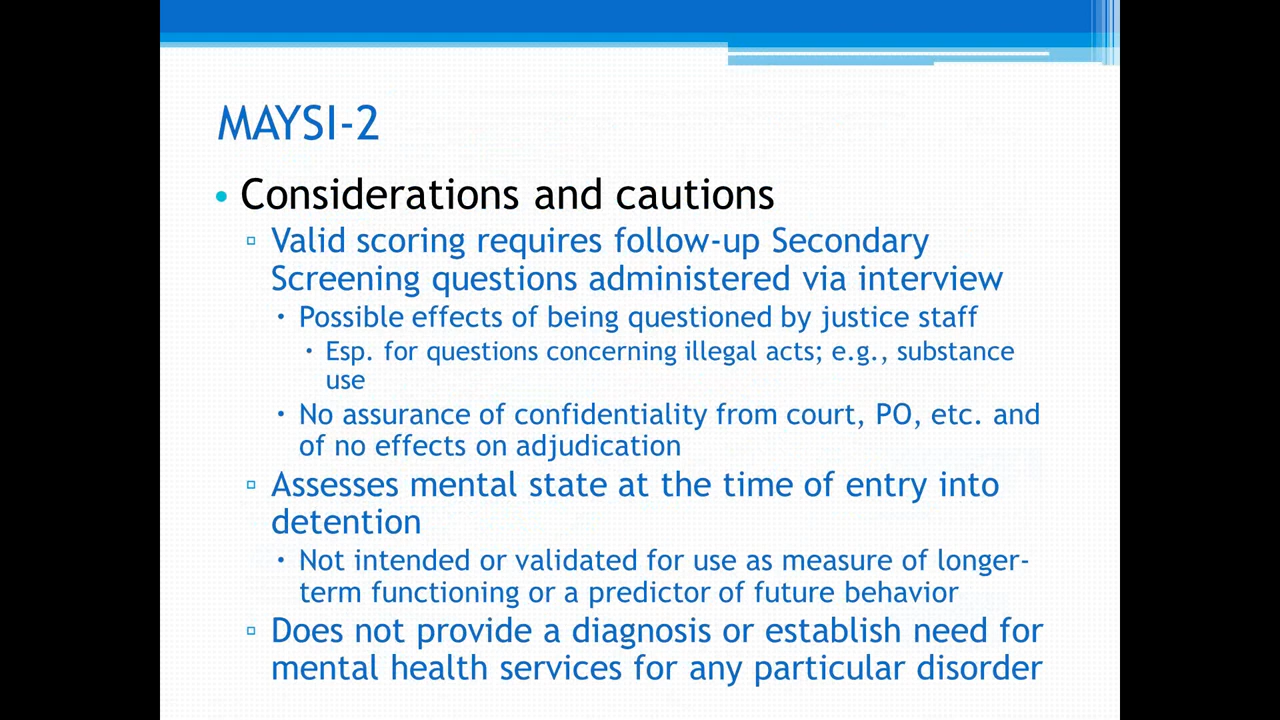 MAYSI-2
• Considerations and cautions
▫ Valid scoring requires follow-up Secondary
Screening questions administered via interview
• Possible effects of being questioned by justice staff
• Esp. for questions concerning illegal acts; e.g., substance
use
• No assurance of confidentiality from court, PO, etc. and
of no effects on adjudication
▫ Assesses mental state at the time of entry into
detention
• Not intended or validated for use as measure of longer-
term functioning or a predictor of future behavior
▫ Does not provide a diagnosis or establish need for
mental health services for any particular disorder